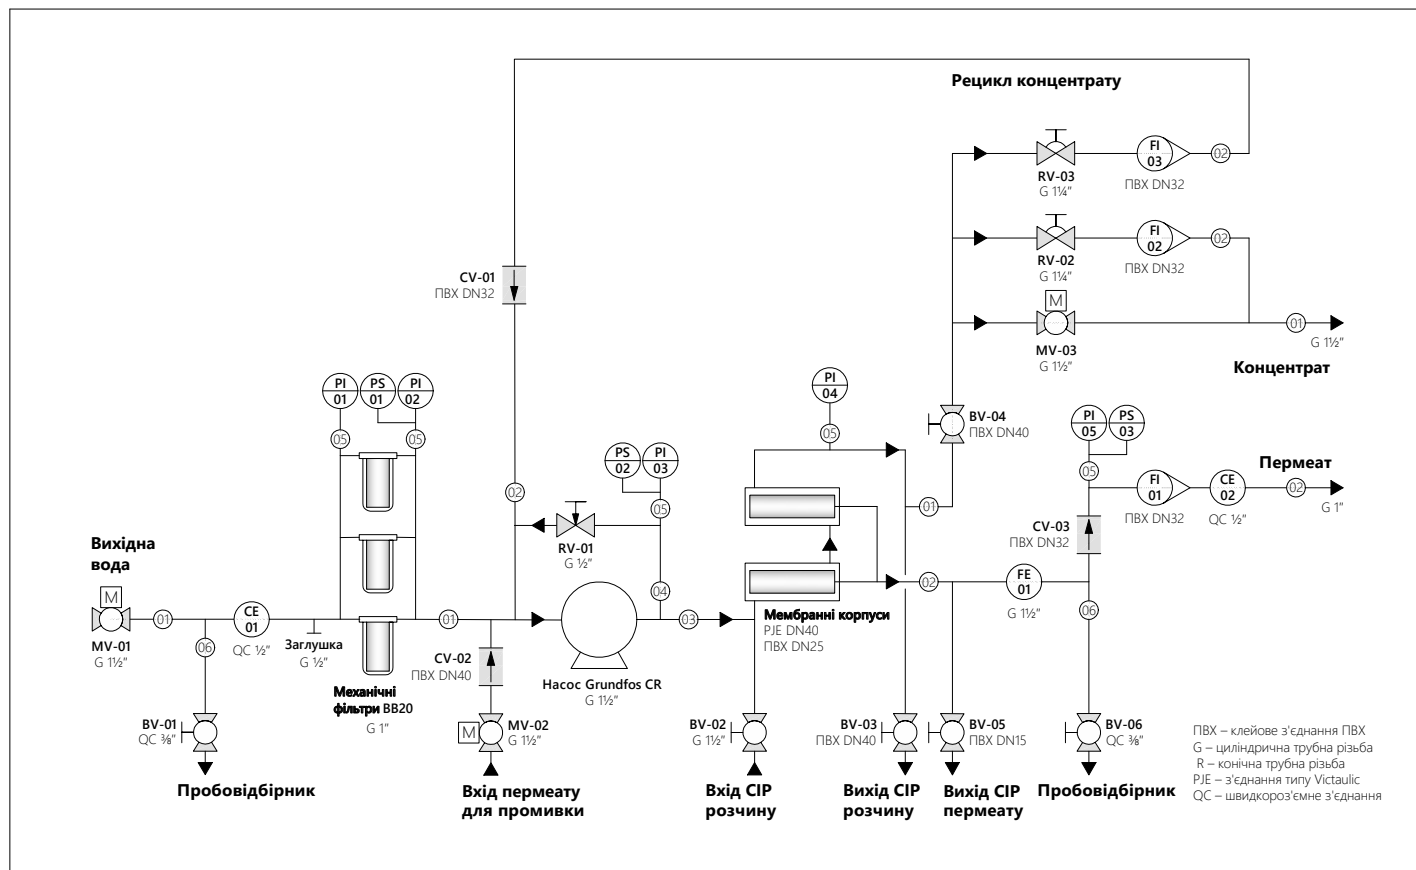 Рецикл концентрату
FI
03
02
RV-03
G 1¼"
ПВХ DN32
FI
02
02
RV-02
G 1¼"
ПВХ DN32
CV-01
ПВХ DN32
M
MV-03
G 1½"
01
G 1½"
Концентрат
PI
01
PS
01
PI
02
05
05
PI
04
05
BV-04
ПВХ DN40
PI
05
PS
03
05
PS
02
PI
03
05
02
01
Пермеат
FI
01
CE
02
02
G 1"
ПВХ DN32
QC ½"
CV-03
ПВХ DN32
RV-01
G ½"
Вихідна
вода
M
MV-01
G 1½"
01
06
CE
01
QC ½"
Заглушка
G ½"
Механічні
фільтри BB20
G 1"
01
CV-02
ПВХ DN40
04
03
Насос Grundfos CR
G 1½"
Мембранні корпуси
PJE DN40
ПВХ DN25
02
FE
01
G 1½"
06
BV-01
QC ⅜"
M
MV-02
G 1½"
BV-02
G 1½"
BV-03
ПВХ DN40
BV-05
ПВХ DN15
BV-06
QC ⅜"
Пробовідбірник
Вхід пермеату
для промивки
Вхід CIP
розчину
Вихід CIP
розчину
Вихід CIP
пермеату
Пробовідбірник
ПВХ – клейове з'єднання ПВХ
G – циліндрична трубна різьба
R – конічна трубна різьба
PJE – з'єднання типу Victaulic
QC – швидкороз'ємне з'єднання